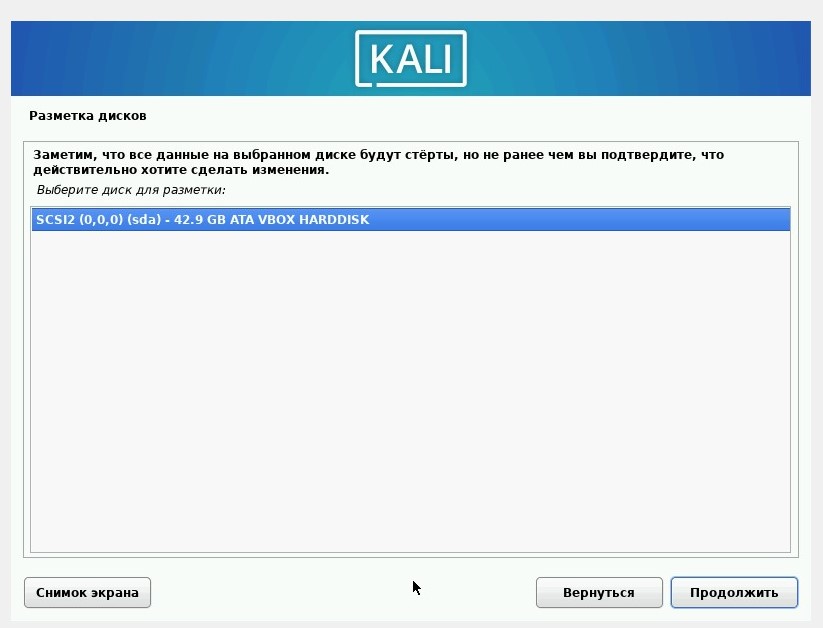 KALI
Разметка дисков
Заметим, что все данные на выбранном диске будут стёрты, но не ранее чем вы подтвердите, что
действительно хотите сделать изменения.
Выберите диск для разметки:
SCSI2 (0,0,0) (sda) - 42.9 GB ATA VBOX HARDDISK
Снимок экрана
Вернуться
Продолжить